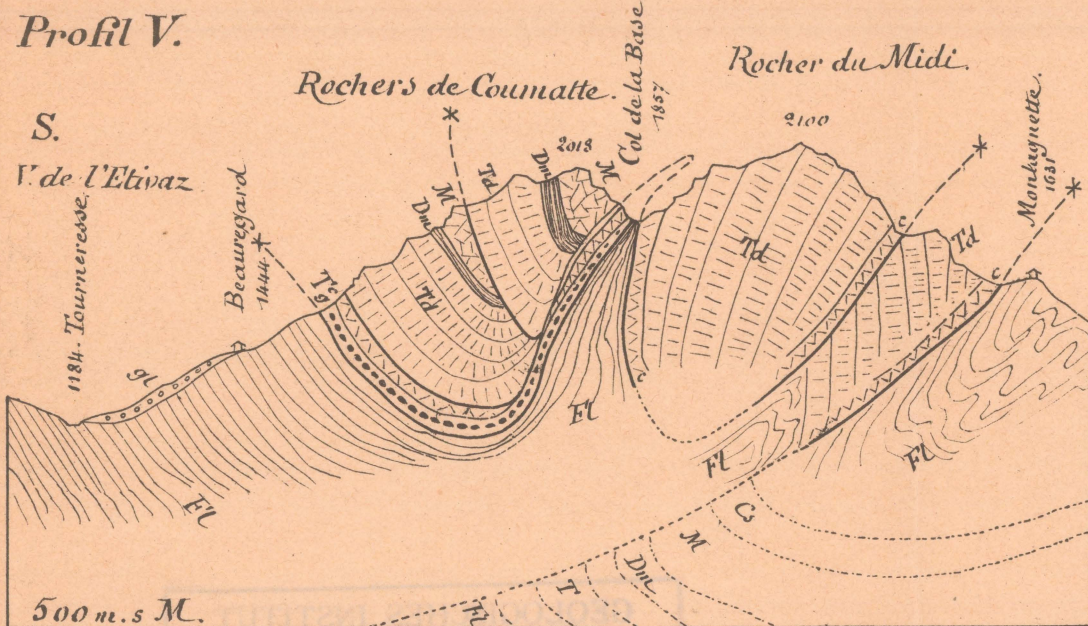 Profil V.
Rochers de Coumatte.
Col de la Base
1857
Rocher du Midi.
S.
V. de l'Etivaz
1184. Tourneresse
Beauregard
1444
2018
2100
Montagnette
1631
Dm
M
Td
Dm
M
T
g
c
Td
gl
Td
c
Td
c
c
Fl
Fl
Fl
Fl
Cs
M
Dm
T
Fl
500 m. s M.